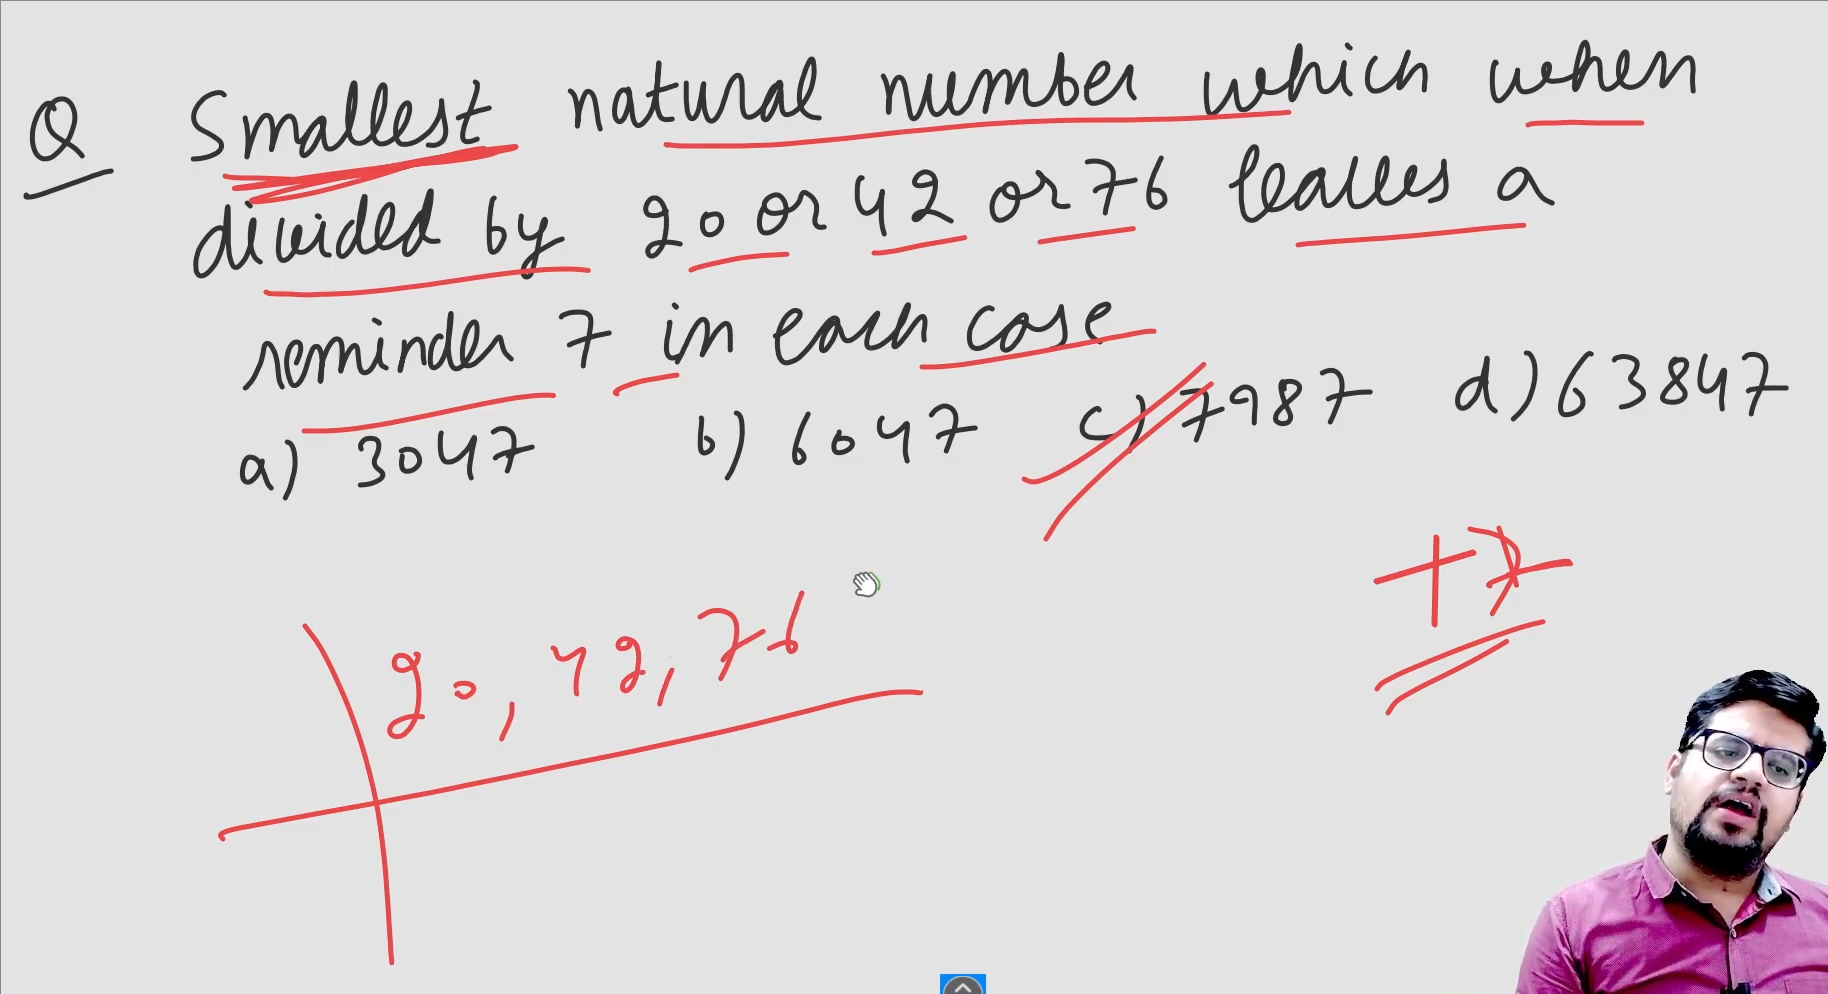 Q Smallest natural number which when
divided by 20 or 42 or 76 leaves a
reminder 7 in each case
a) 3047 b) 6047 c) 7987 d) 63847
+7
20, 42, 76